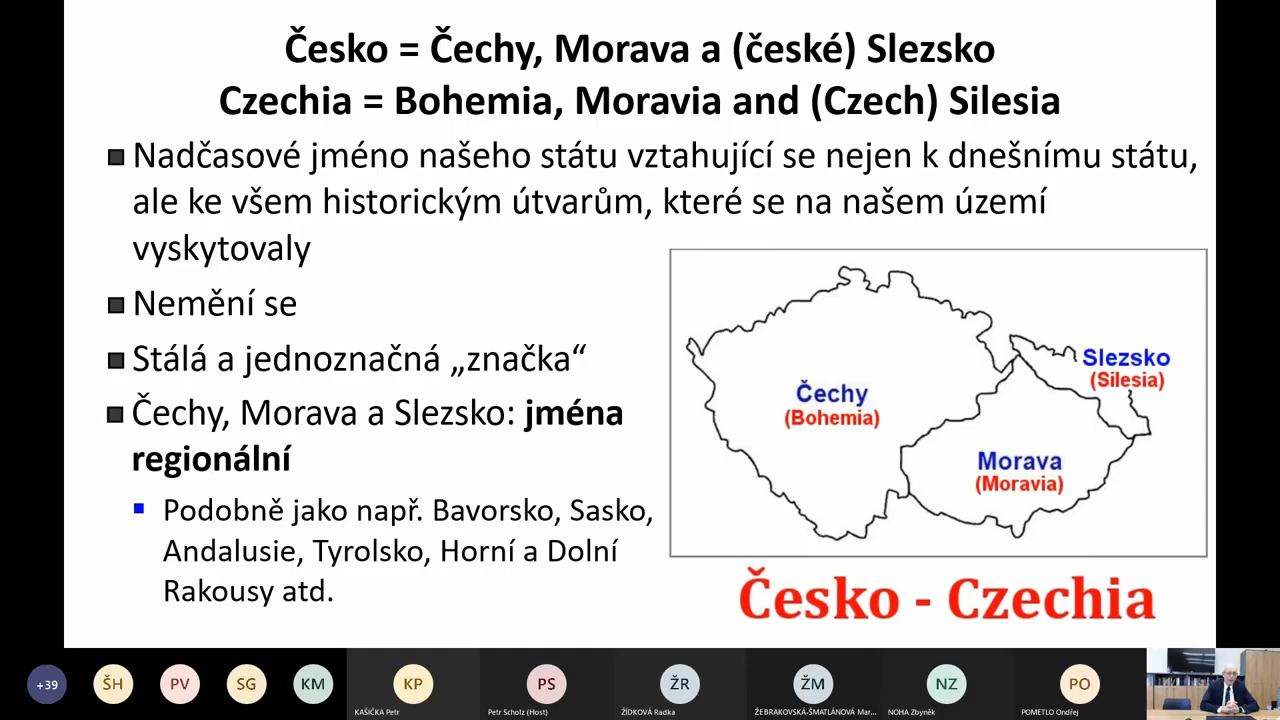 Česko = Čechy, Morava a (české) Slezsko
Czechia = Bohemia, Moravia and (Czech) Silesia
Nadčasové jméno našeho státu vztahující se nejen k dnešnímu státu,
ale ke všem historickým útvarům, které se na našem území
vyskytovaly
Nemění se
Stálá a jednoznačná „značka“
Čechy, Morava a Slezsko: jména
regionální
Podobně jako např. Bavorsko, Sasko,
Andalusie, Tyrolsko, Horní a Dolní
Rakousy atd.
Slezsko
(Silesia)
Čechy
(Bohemia)
Morava
(Moravia)
Česko - Czechia
+39
ŠH
PV
SG
KM
KP
KAŠIČKA Petr
PS
Petr Scholz (Host)
ŽR
ŽÍDKOVÁ Radka
ŽM
ŽEBRAKOVSKÁ-ŠMATLÁNOVÁ Mar...
NZ
NOHA Zbyněk
PO
POMETLO Ondřej